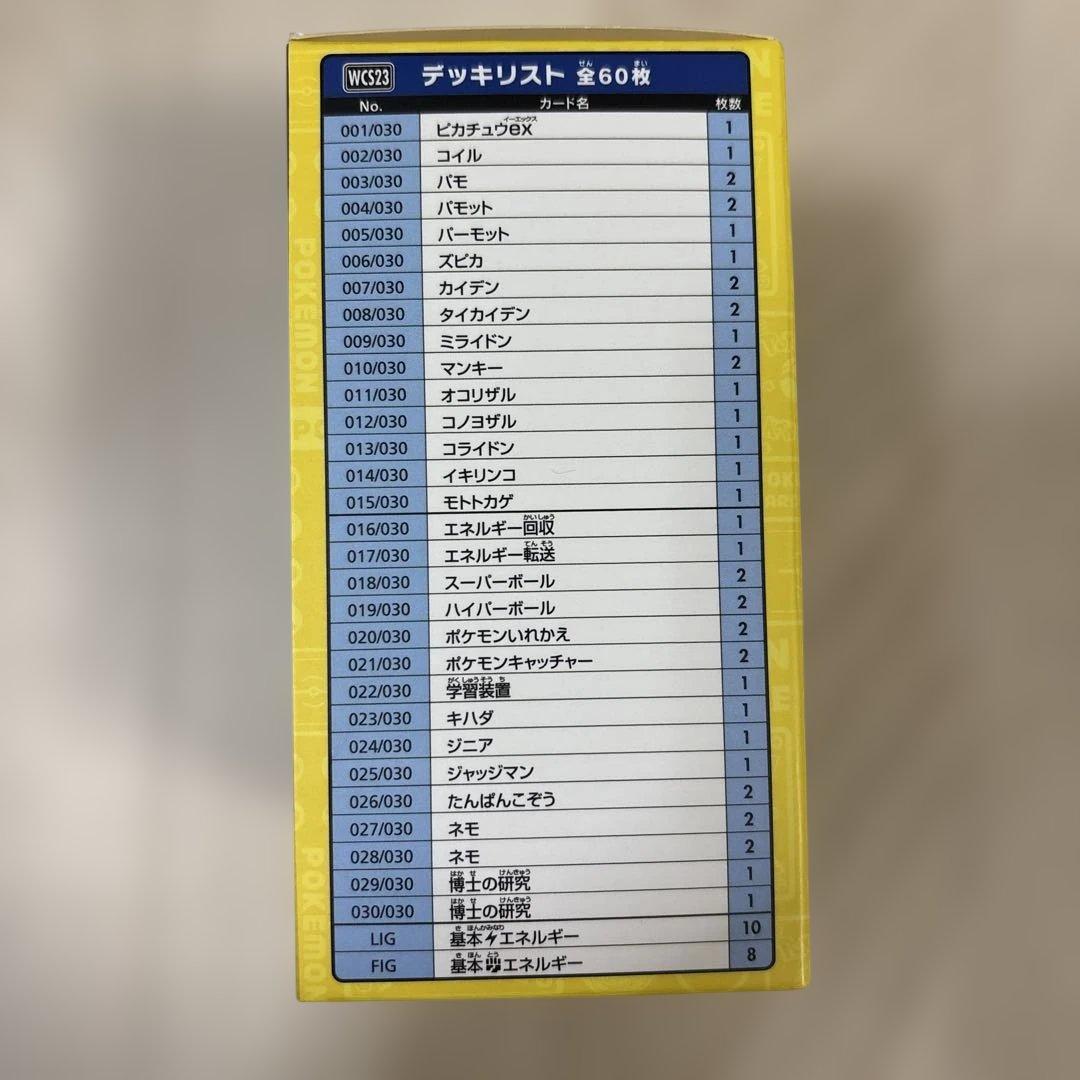 WCS23 デッキリスト 全60枚
No. カード名 枚数
001/030 ピカチュウex 1
002/030 コイル 1
003/030 パモ 2
004/030 パモット 2
005/030 パーモット 1
006/030 ズピカ 1
007/030 カイデン 2
008/030 タイカイデン 2
009/030 ミライドン 1
010/030 マンキー 2
011/030 オコリザル 1
012/030 コノヨザル 1
013/030 コライドン 1
014/030 イキリンコ 1
015/030 モトトカゲ 1
016/030 エネルギー回収 1
017/030 エネルギー転送 1
018/030 スーパーボール 2
019/030 ハイパーボール 2
020/030 ポケモンいれかえ 2
021/030 ポケモンキャッチャー 2
022/030 学習装置 1
023/030 キハダ 1
024/030 ジニア 1
025/030 ジャッジマン 1
026/030 たんぱんこぞう 2
027/030 ネモ 2
028/030 ネモ 2
029/030 博士の研究 1
030/030 博士の研究 1
LIG 基本エネルギー 10
FIG 基本エネルギー 8
POKEMON
POKEMON